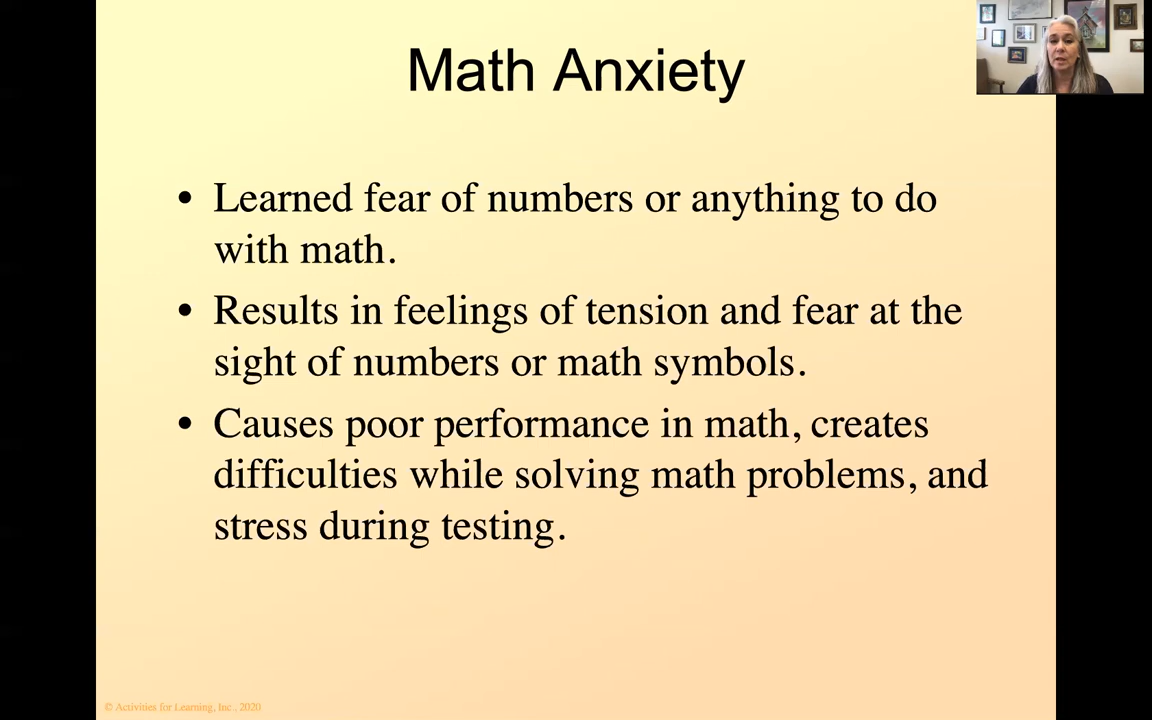 Math Anxiety
• Learned fear of numbers or anything to do
with math.
• Results in feelings of tension and fear at the
sight of numbers or math symbols.
• Causes poor performance in math, creates
difficulties while solving math problems, and
stress during testing.
© Activities for Learning, Inc., 2020